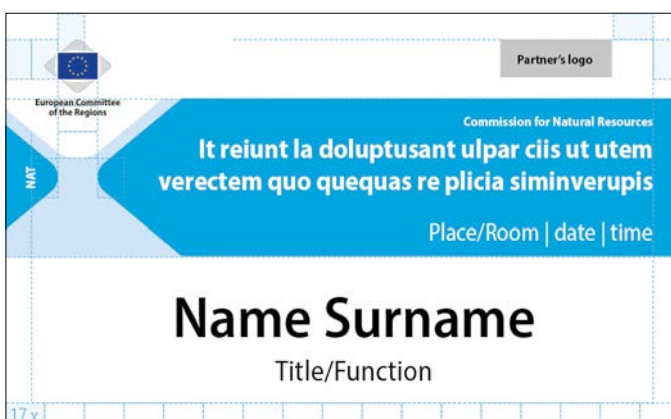 Partner's logo
European Committee
of the Regions
Commission for Natural Resources
It reiunt la doluptusant ulpar ciis ut utem
verectem quo quequas re plicia siminverupis
NAT
Place/Room | date | time
Name Surname
Title/Function
17 x